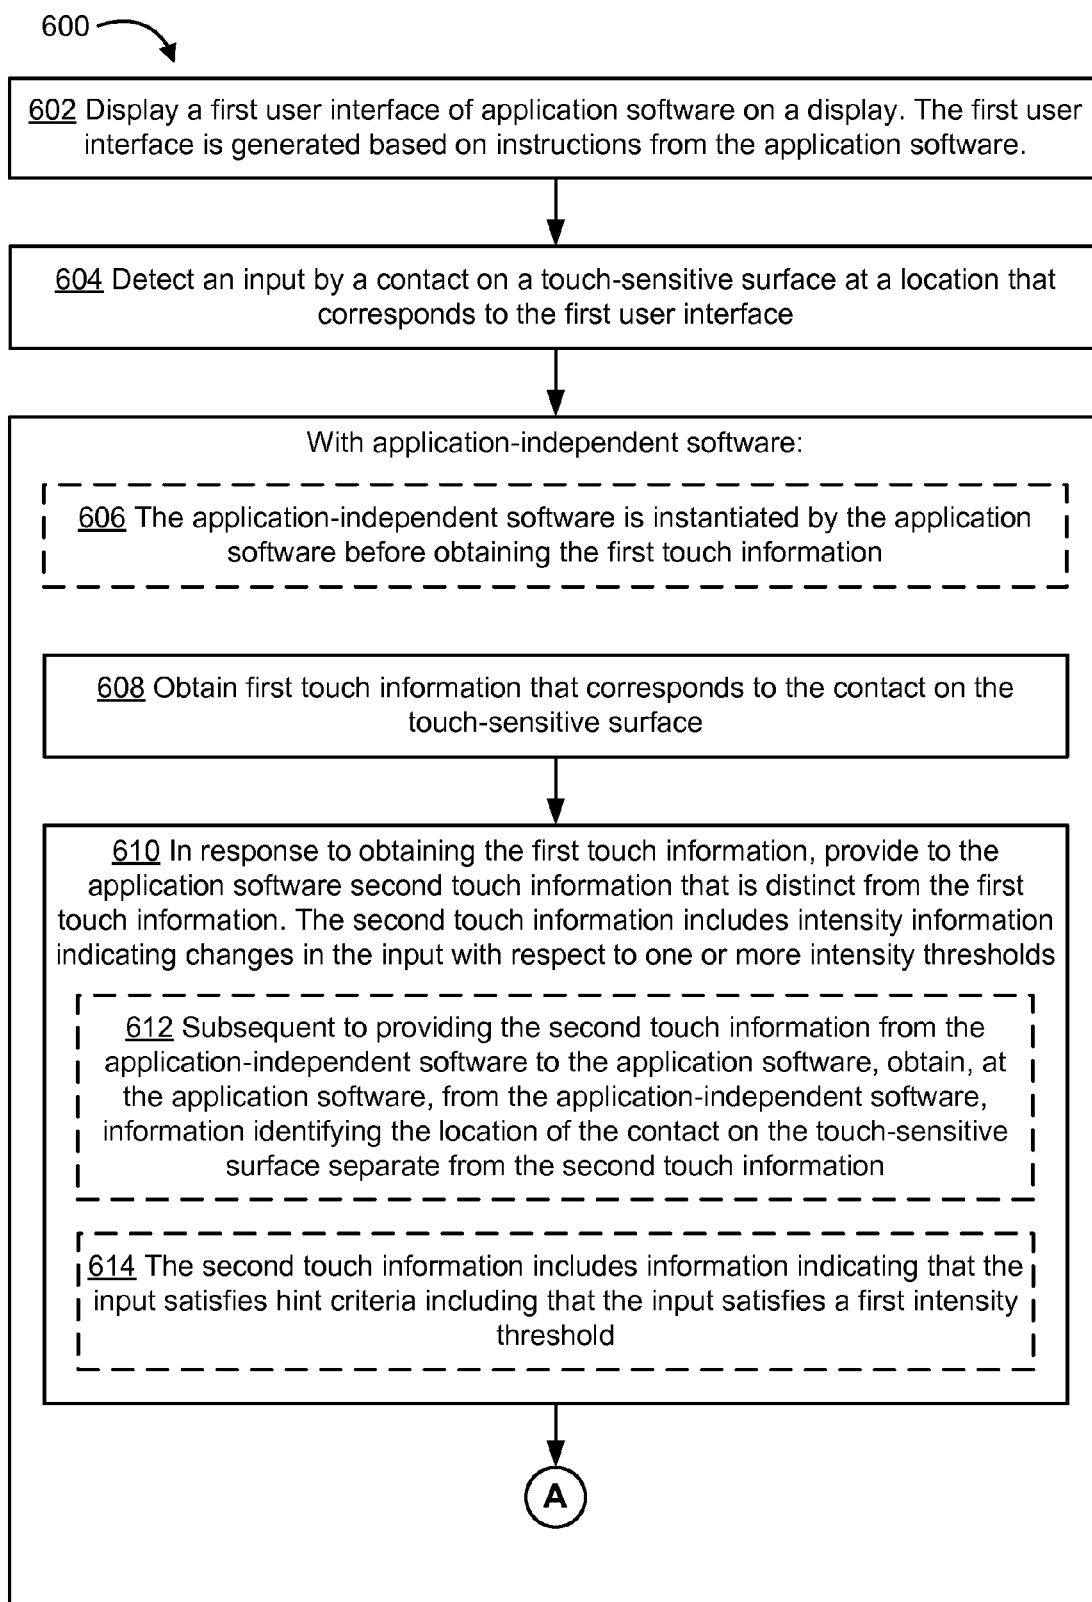 600
602 Display a first user interface of application software on a display. The first user
interface is generated based on instructions from the application software.
604 Detect an input by a contact on a touch-sensitive surface at a location that
corresponds to the first user interface
With application-independent software:
606 The application-independent software is instantiated by the application
software before obtaining the first touch information
608 Obtain first touch information that corresponds to the contact on the
touch-sensitive surface
610 In response to obtaining the first touch information, provide to the
application software second touch information that is distinct from the first
touch information. The second touch information includes intensity information
indicating changes in the input with respect to one or more intensity thresholds
612 Subsequent to providing the second touch information from the
application-independent software to the application software, obtain, at
the application software, from the application-independent software,
information identifying the location of the contact on the touch-sensitive
surface separate from the second touch information
614 The second touch information includes information indicating that the
input satisfies hint criteria including that the input satisfies a first intensity
threshold
A